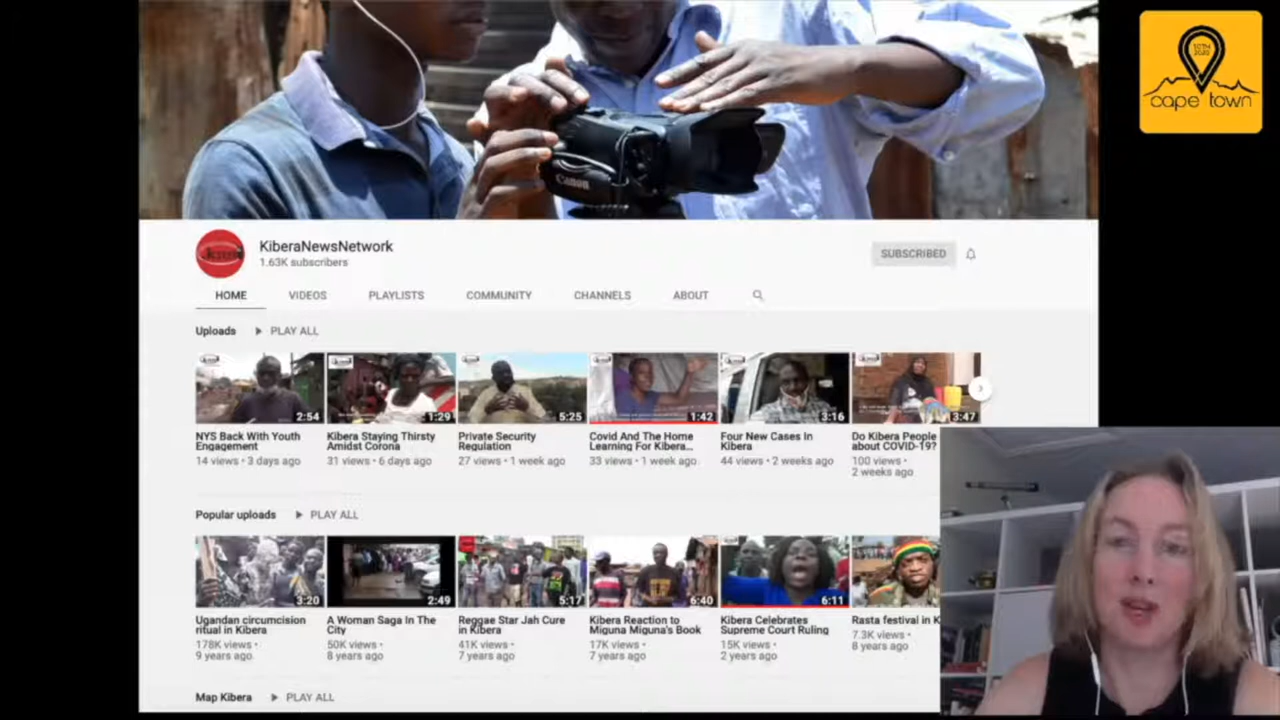 10TH
2020
cape town
Canon
KiberaNewsNetwork
1.63K subscribers
SUBSCRIBED
HOME VIDEOS PLAYLISTS COMMUNITY CHANNELS ABOUT
Uploads PLAY ALL
2:54 1:29 5:25 1:42 3:16 3:47
NYS Back With Youth Engagement
14 views • 3 days ago
Kibera Staying Thirsty Amidst Corona
31 views • 6 days ago
Private Security Regulation
27 views • 1 week ago
Covid And The Home Learning For Kibera...
33 views • 1 week ago
Four New Cases In Kibera
44 views • 2 weeks ago
Do Kibera People about COVID-19?
100 views •
2 weeks ago
Popular uploads PLAY ALL
3:20 2:49 5:17 6:40 6:11
Ugandan circumcision ritual in Kibera
178K views •
9 years ago
A Woman Saga In The City
50K views •
8 years ago
Reggae Star Jah Cure in Kibera
41K views •
7 years ago
Kibera Reaction to Miguna Miguna's Book
17K views •
7 years ago
Kibera Celebrates Supreme Court Ruling
15K views •
2 years ago
Rasta festival in K
7.3K views •
8 years ago
Map Kibera PLAY ALL